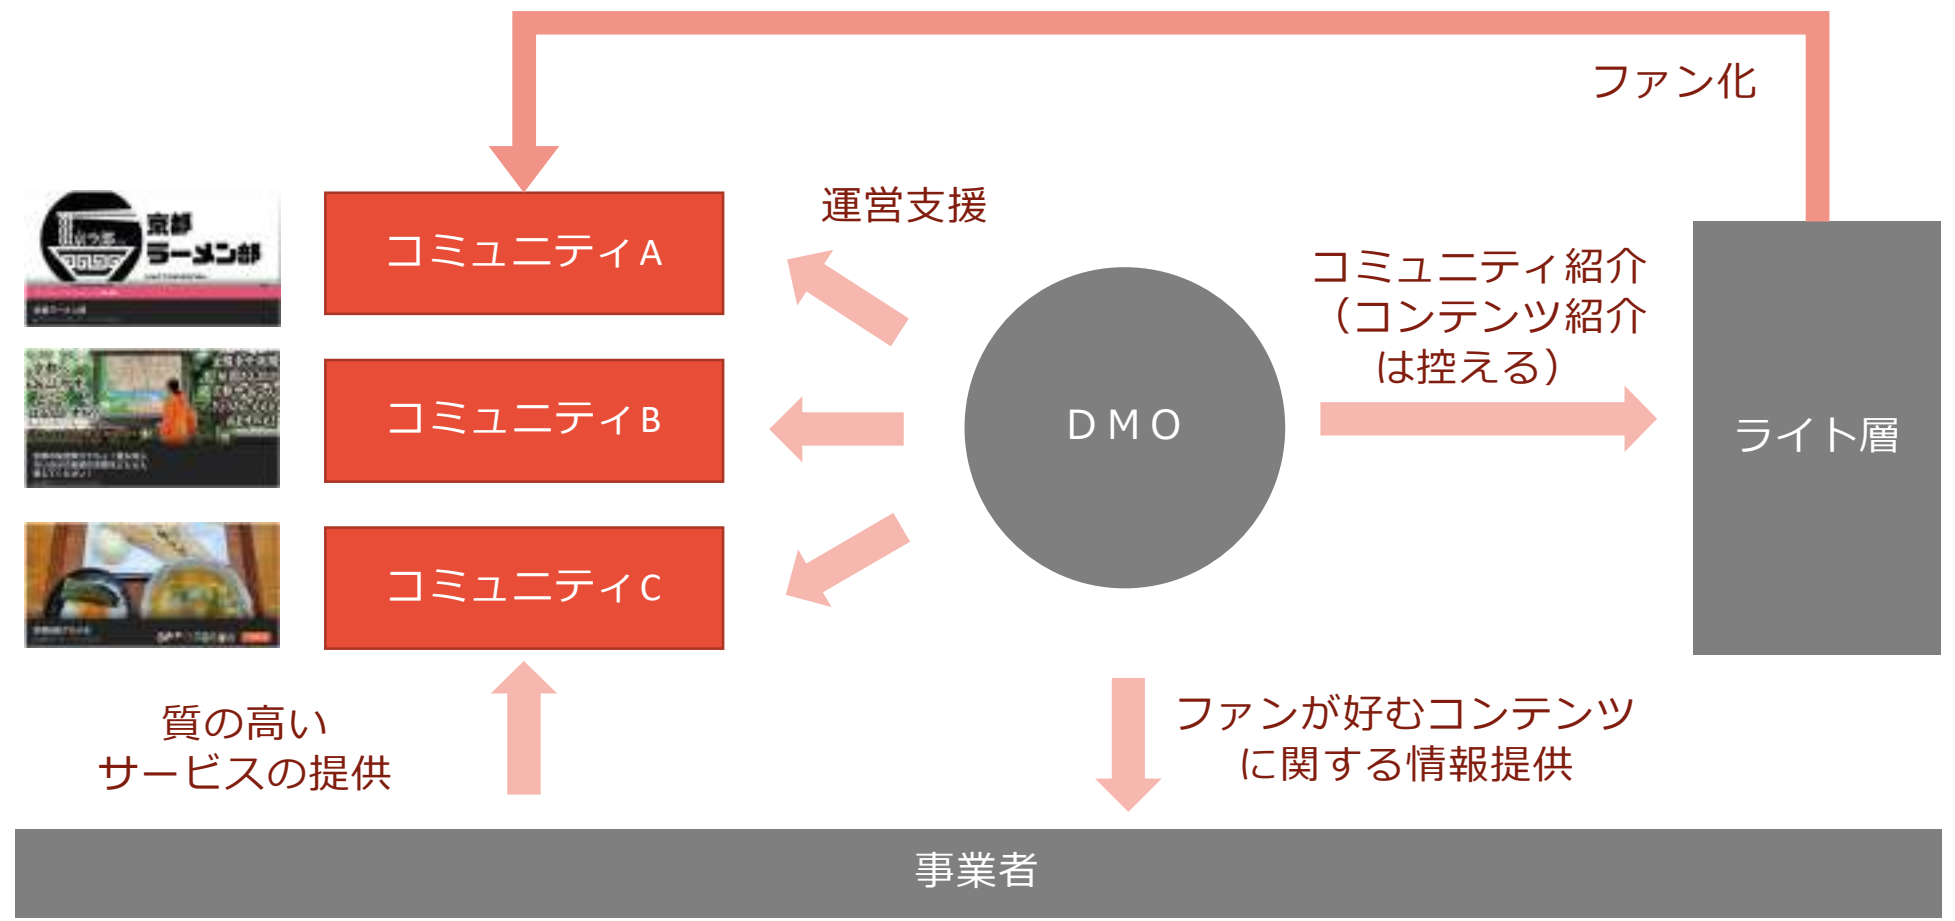 ファン化
京都
ラーメン部
コミュニティA
運営支援
コミュニティ紹介
（コンテンツ紹介
は控える）
コミュニティB
ＤＭＯ
ライト層
コミュニティC
質の高い
サービスの提供
ファンが好むコンテンツ
に関する情報提供
事業者